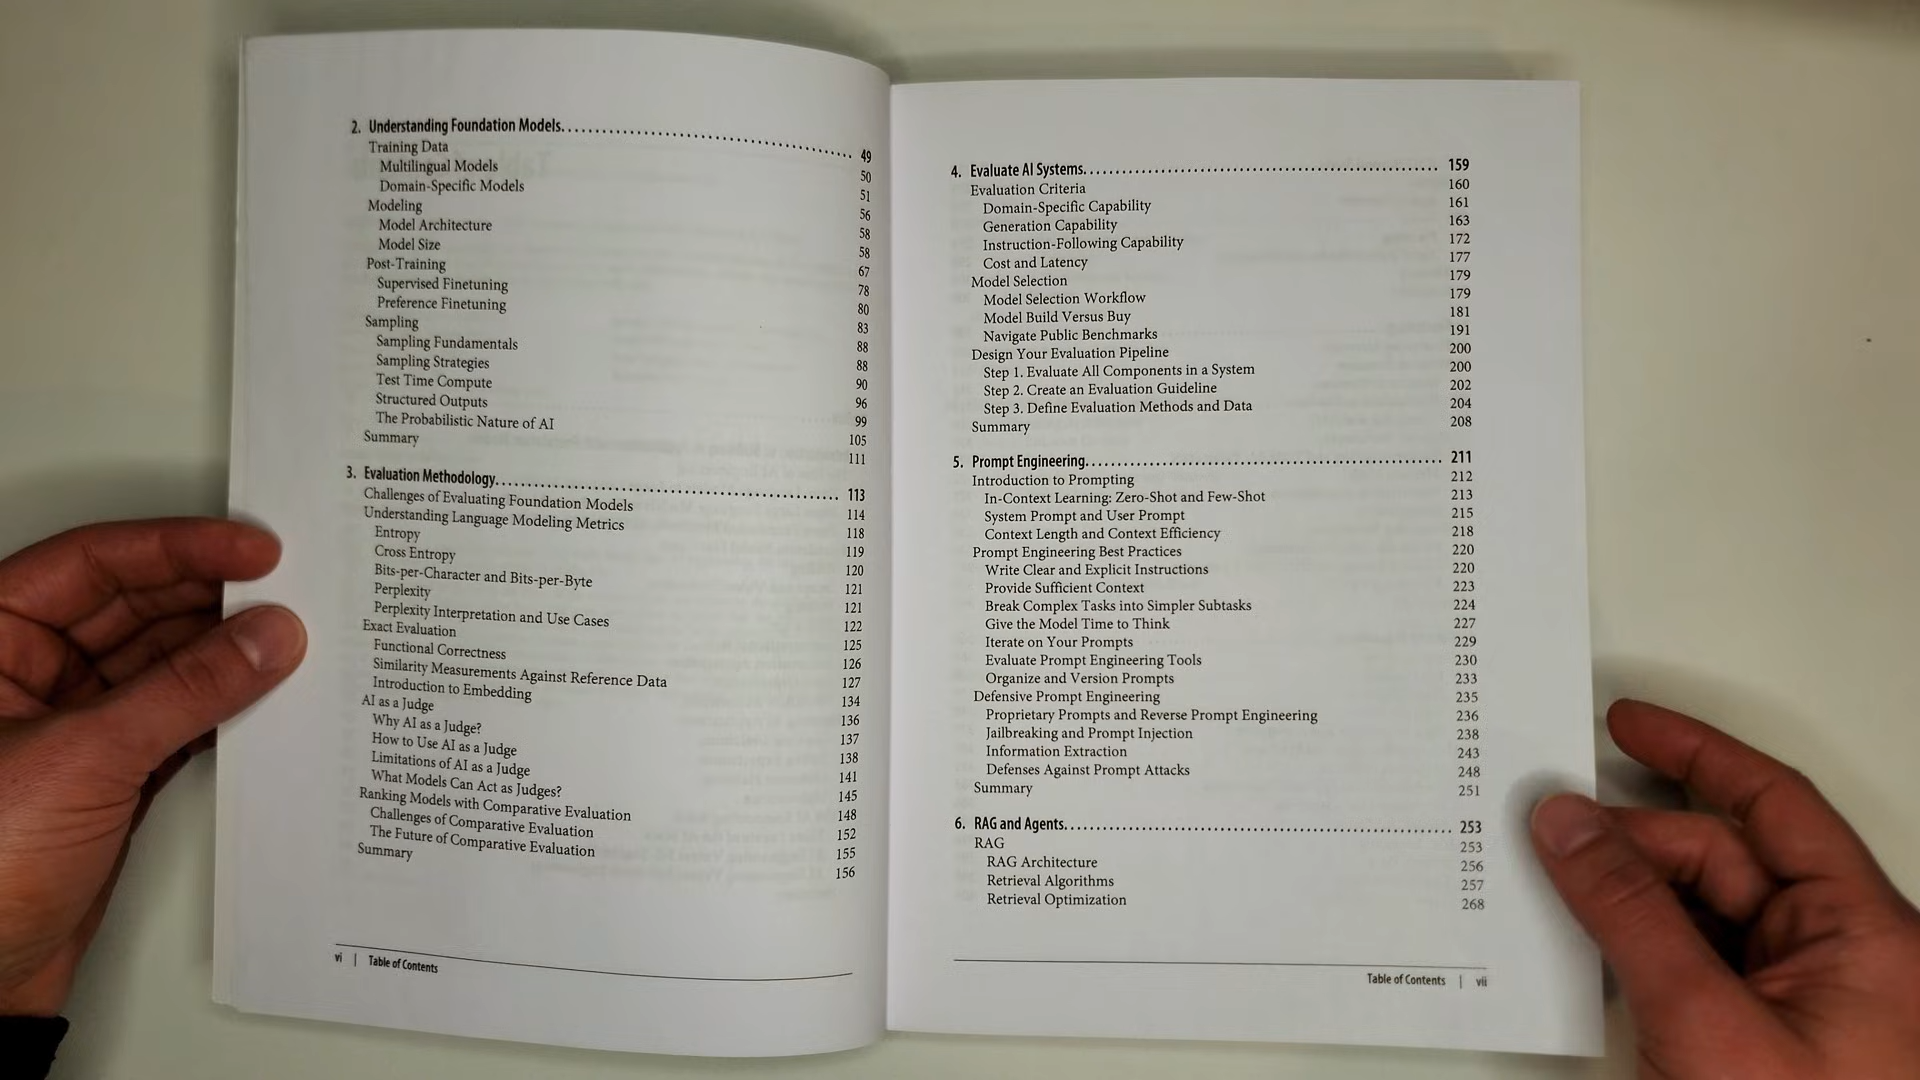 2. Understanding Foundation Models. . . . . . . . . . . . . . . . . . . . . . . . . . . . . . 49
Training Data 50
Multilingual Models 51
Domain-Specific Models 56
Modeling 58
Model Architecture 58
Model Size 67
Post-Training 78
Supervised Finetuning 80
Preference Finetuning 83
Sampling 88
Sampling Fundamentals 88
Sampling Strategies 90
Test Time Compute 96
Structured Outputs 99
The Probabilistic Nature of AI 105
Summary 111
3. Evaluation Methodology. . . . . . . . . . . . . . . . . . . . . . . . . . . . . . 113
Challenges of Evaluating Foundation Models 114
Understanding Language Modeling Metrics 118
Entropy 119
Cross Entropy 120
Bits-per-Character and Bits-per-Byte 121
Perplexity 121
Perplexity Interpretation and Use Cases 122
Exact Evaluation 125
Functional Correctness 126
Similarity Measurements Against Reference Data 127
Introduction to Embedding 134
AI as a Judge 136
Why AI as a Judge? 137
How to Use AI as a Judge 138
Limitations of AI as a Judge 141
What Models Can Act as Judges? 145
Ranking Models with Comparative Evaluation 148
Challenges of Comparative Evaluation 152
The Future of Comparative Evaluation 155
Summary 156
vi | Table of Contents
4. Evaluate AI Systems. . . . . . . . . . . . . . . . . . . . . . . . . . . . . . 159
Evaluation Criteria 160
Domain-Specific Capability 161
Generation Capability 163
Instruction-Following Capability 172
Cost and Latency 177
Model Selection 179
Model Selection Workflow 179
Model Build Versus Buy 181
Navigate Public Benchmarks 191
Design Your Evaluation Pipeline 200
Step 1. Evaluate All Components in a System 200
Step 2. Create an Evaluation Guideline 202
Step 3. Define Evaluation Methods and Data 204
Summary 208
5. Prompt Engineering. . . . . . . . . . . . . . . . . . . . . . . . . . . . . . 211
Introduction to Prompting 212
In-Context Learning: Zero-Shot and Few-Shot 213
System Prompt and User Prompt 215
Context Length and Context Efficiency 218
Prompt Engineering Best Practices 220
Write Clear and Explicit Instructions 220
Provide Sufficient Context 223
Break Complex Tasks into Simpler Subtasks 224
Give the Model Time to Think 227
Iterate on Your Prompts 229
Evaluate Prompt Engineering Tools 230
Organize and Version Prompts 233
Defensive Prompt Engineering 235
Proprietary Prompts and Reverse Prompt Engineering 236
Jailbreaking and Prompt Injection 238
Information Extraction 243
Defenses Against Prompt Attacks 248
Summary 251
6. RAG and Agents. . . . . . . . . . . . . . . . . . . . . . . . . . . . . . 253
RAG 253
RAG Architecture 256
Retrieval Algorithms 257
Retrieval Optimization 268
Table of Contents | vii